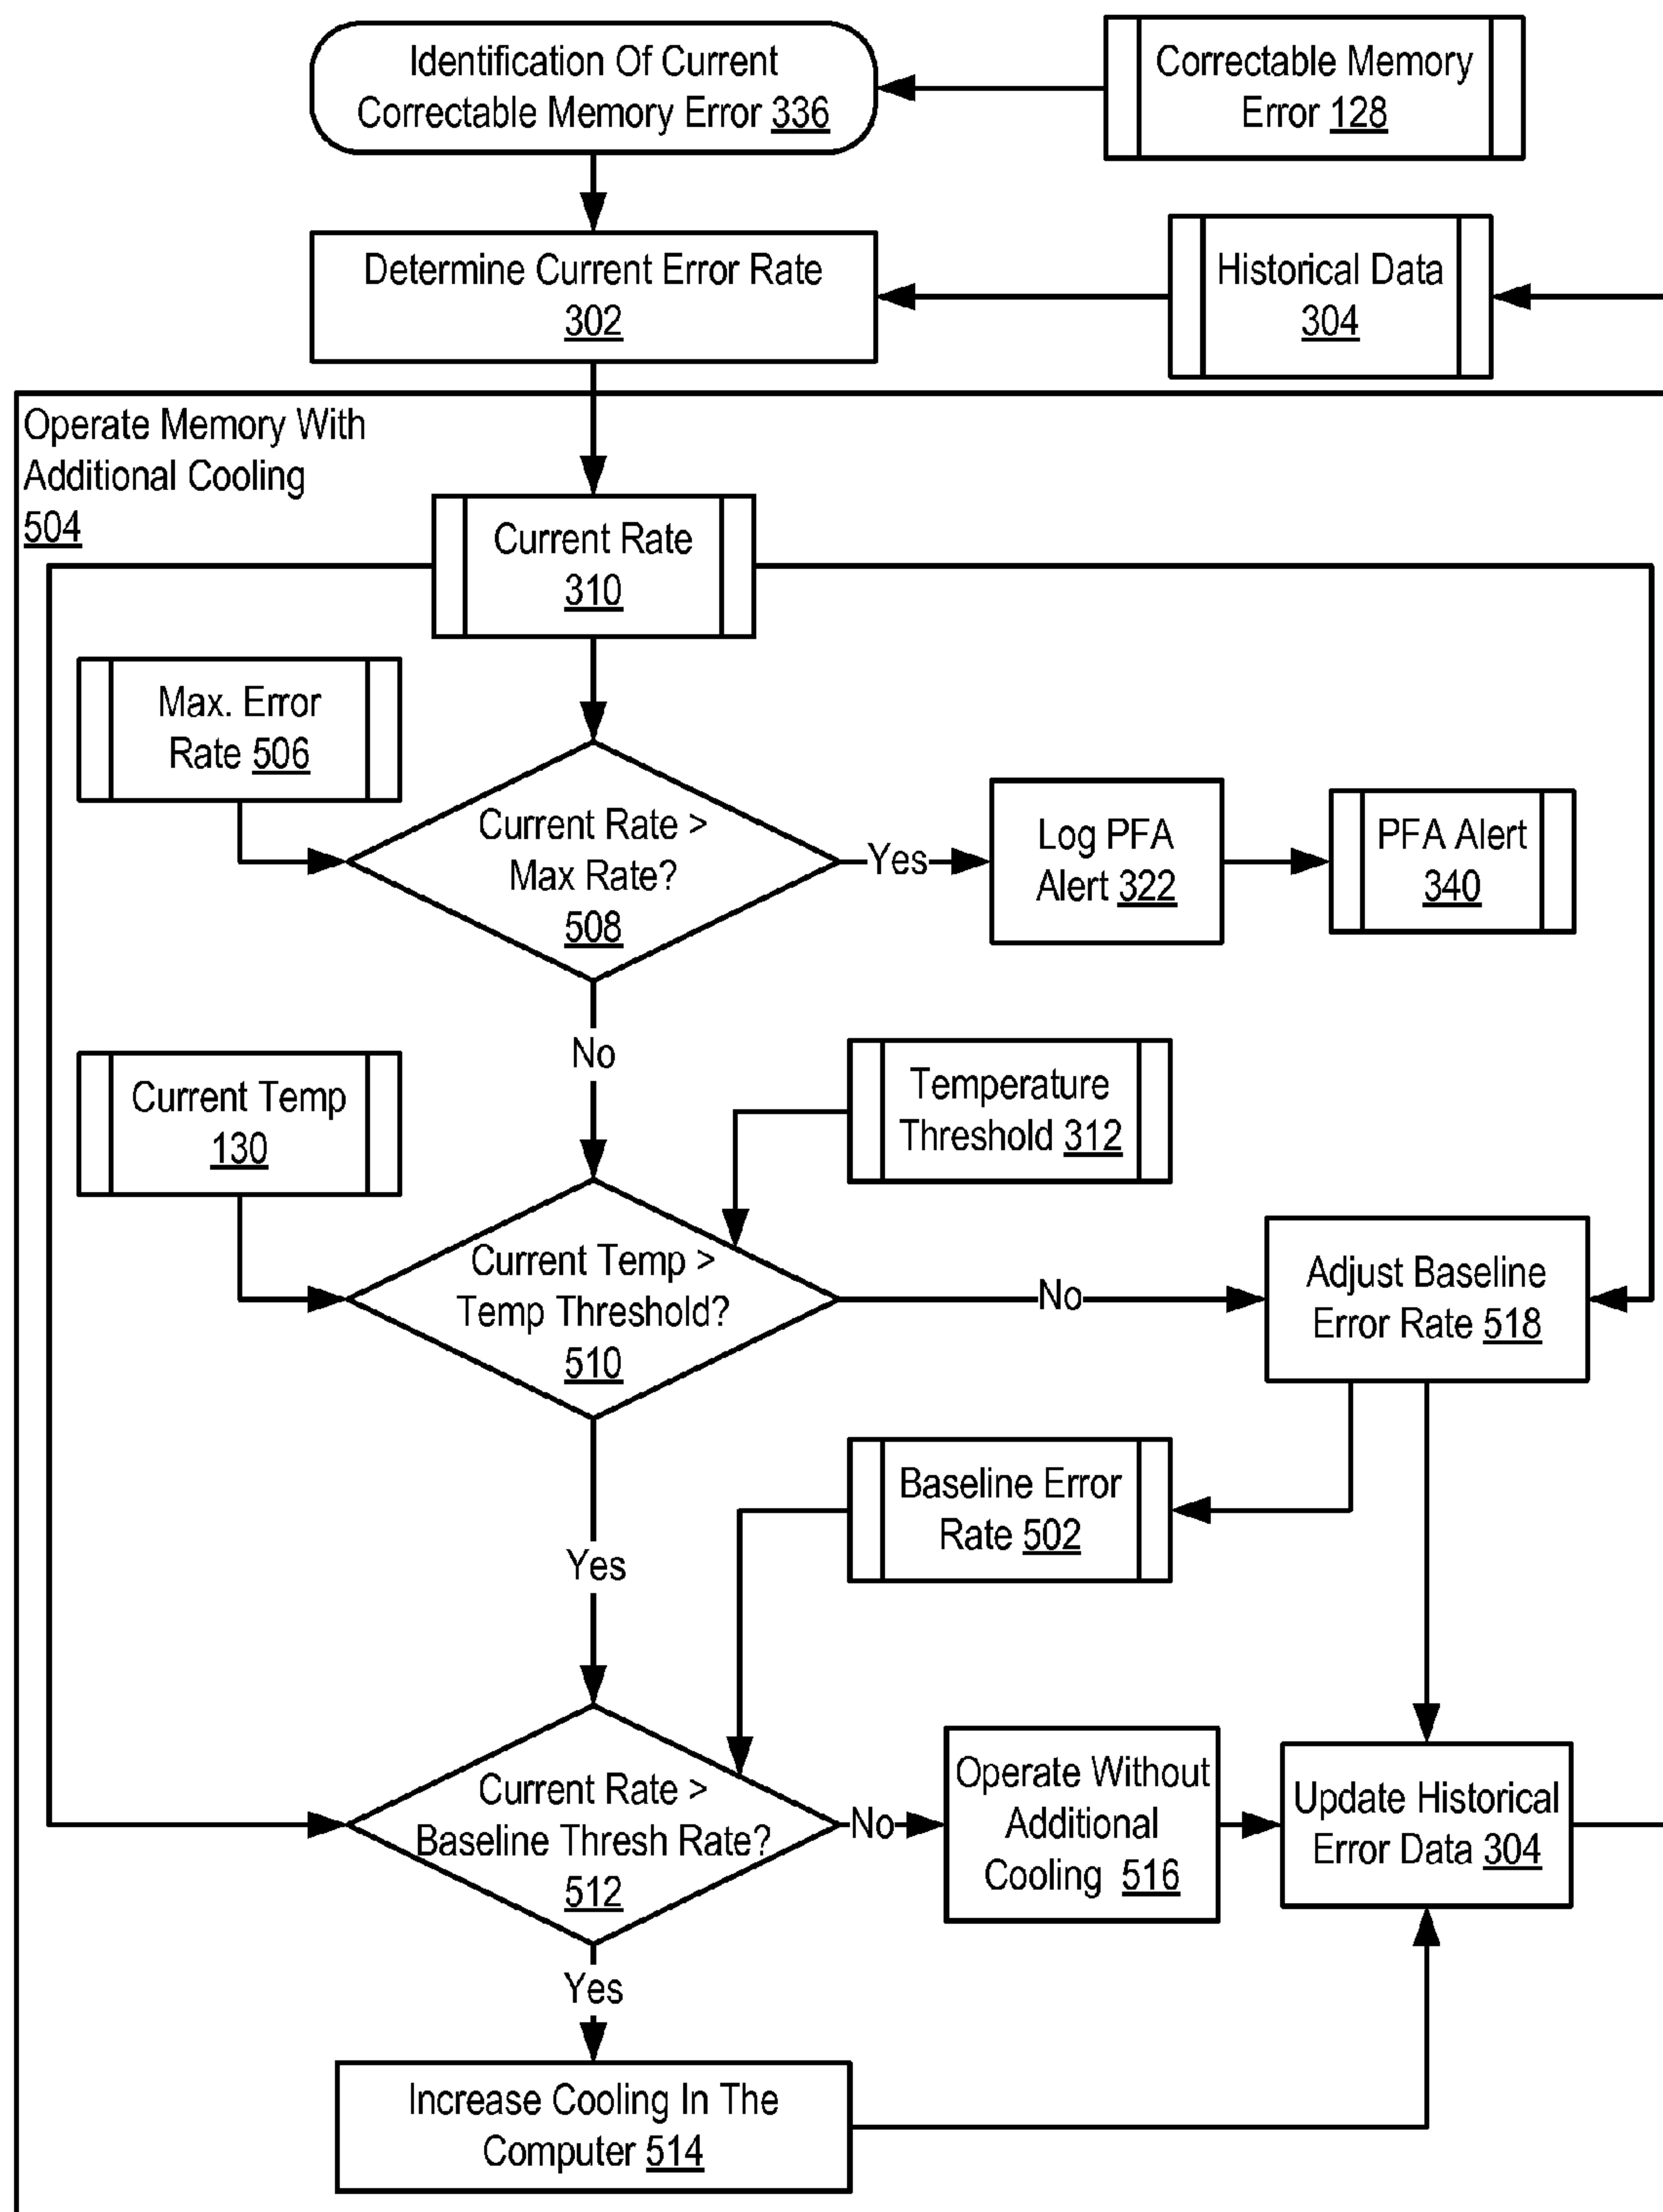 Identification Of Current
Correctable Memory Error 336
Correctable Memory
Error 128
Determine Current Error Rate
302
Historical Data
304
Operate Memory With
Additional Cooling
504
Current Rate
310
Max. Error
Rate 506
Current Rate >
Max Rate?
508
Yes
Log PFA
Alert 322
PFA Alert
340
No
Current Temp
130
Temperature
Threshold 312
Current Temp >
Temp Threshold?
510
No
Adjust Baseline
Error Rate 518
Baseline Error
Rate 502
Yes
Current Rate >
Baseline Thresh Rate?
512
No
Operate Without
Additional
Cooling 516
Update Historical
Error Data 304
Yes
Increase Cooling In The
Computer 514